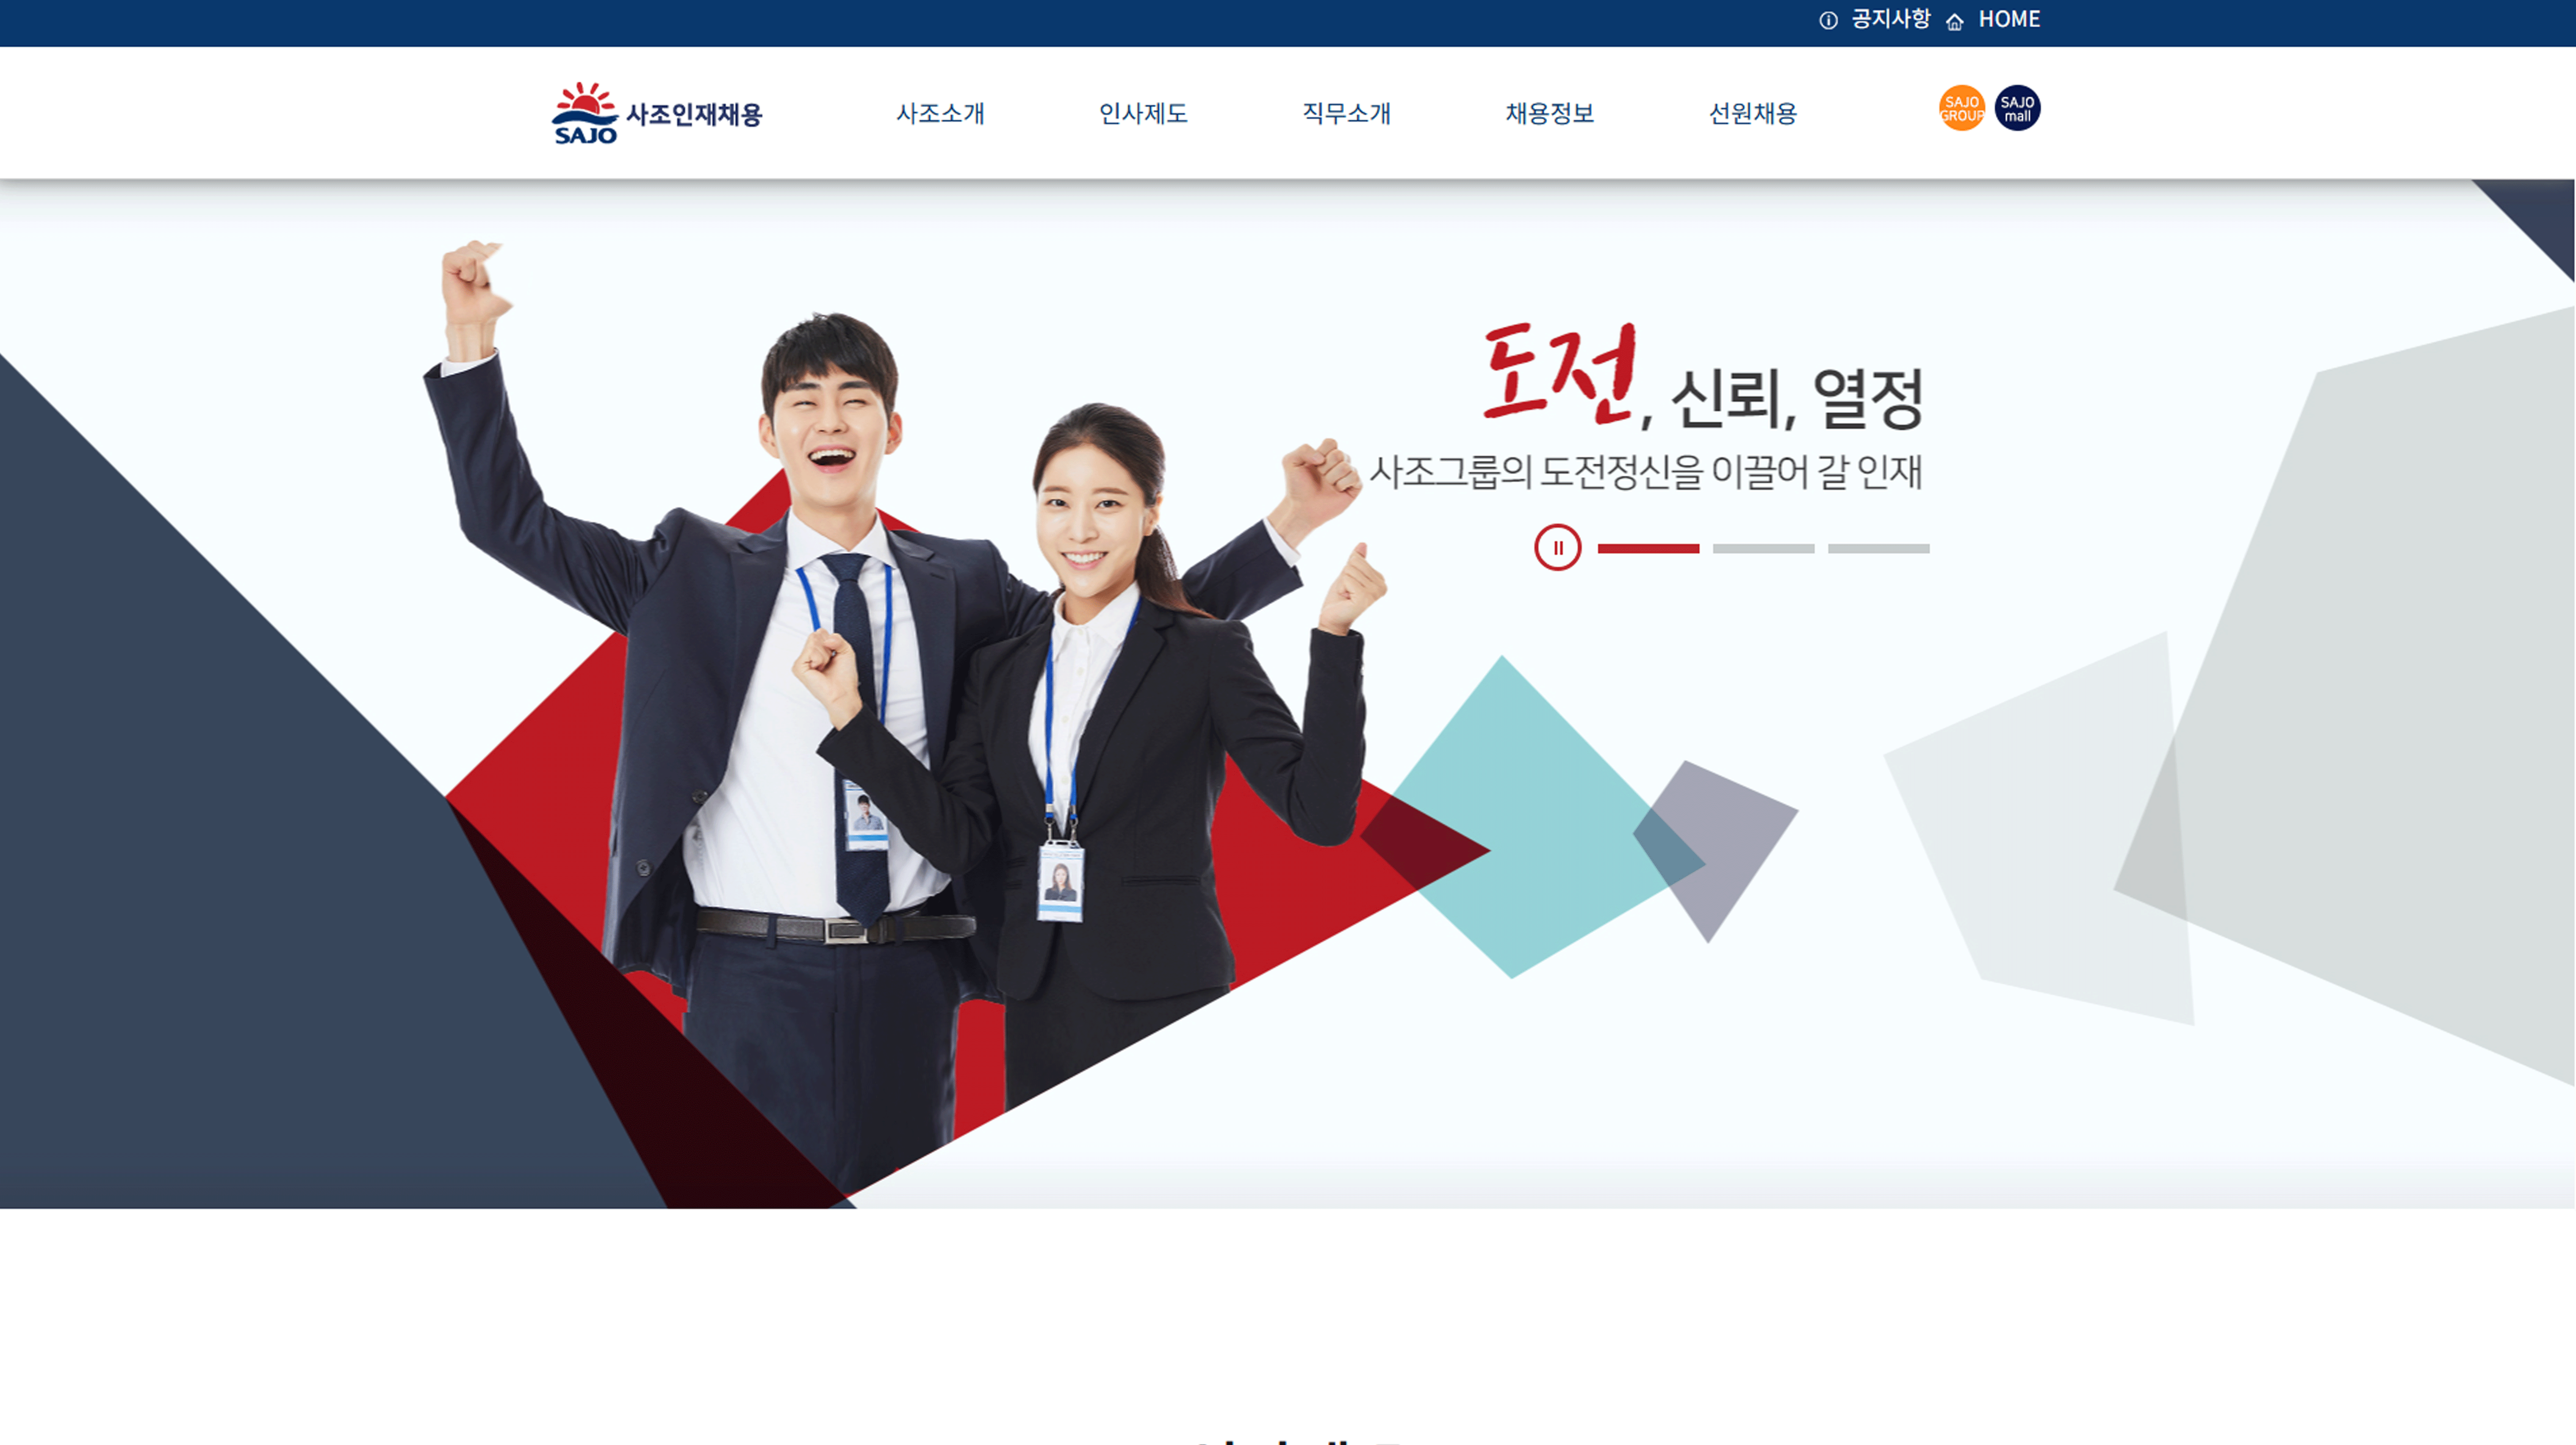 공지사항 HOME
SAJO 사조인재채용
사조소개 인사제도 직무소개 채용정보 선원채용
SAJO GROUP
SAJO mall
도전, 신뢰, 열정
사조그룹의 도전정신을 이끌어 갈 인재